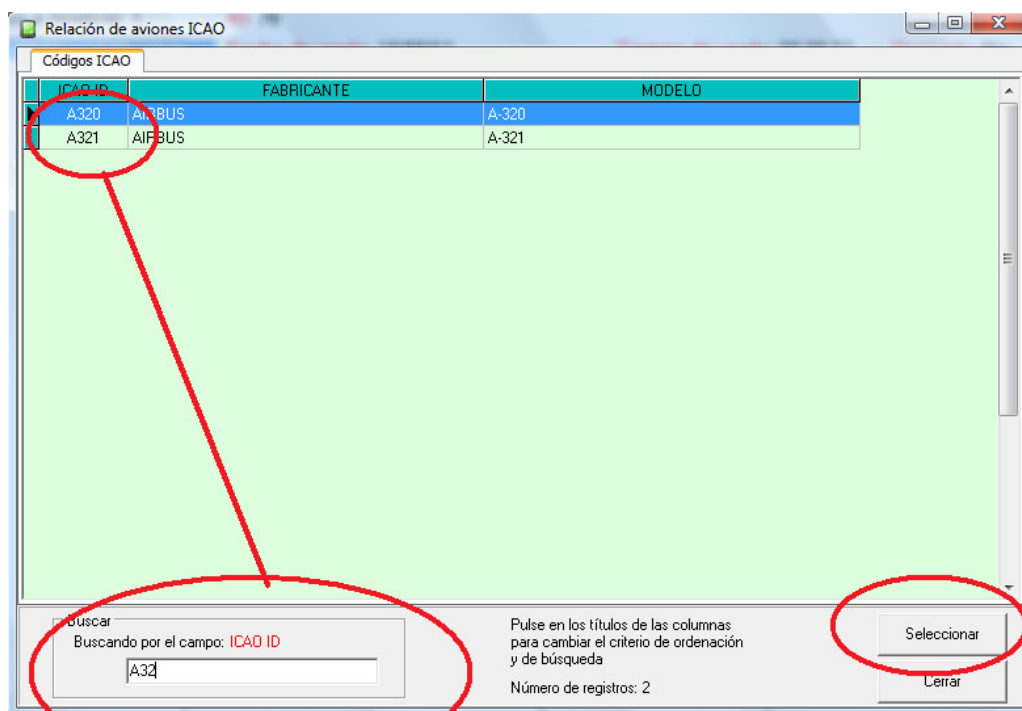 Relación de aviones ICAO
Códigos ICAO
ICAO ID FABRICANTE MODELO
A320 AIRBUS A-320
A321 AIRBUS A-321
Buscar
Buscando por el campo: ICAO ID
A32
Pulse en los títulos de las columnas
para cambiar el criterio de ordenación
y de búsqueda
Número de registros: 2
Seleccionar
Cerrar